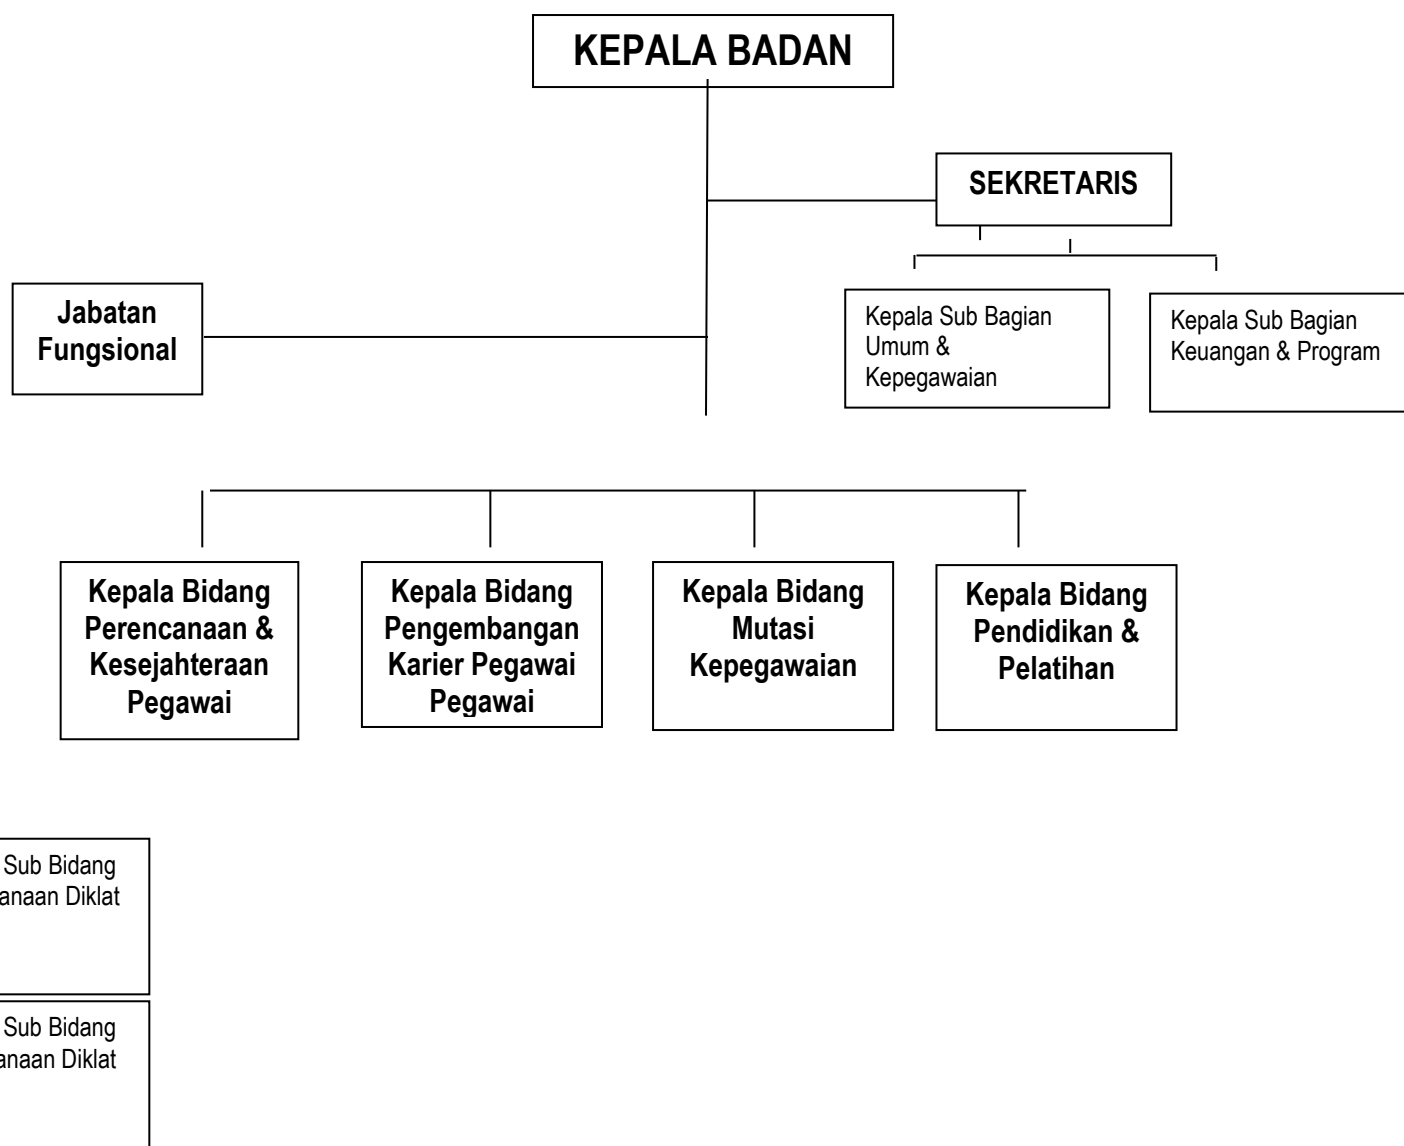 KEPALA BADAN
SEKRETARIS
Jabatan
Fungsional
Kepala Sub Bagian
Umum &
Kepegawaian
Kepala Sub Bagian
Keuangan & Program
Kepala Bidang
Perencanaan &
Kesejahteraan
Pegawai
Kepala Bidang
Pengembangan
Karier Pegawai
Pegawai
Kepala Bidang
Mutasi
Kepegawaian
Kepala Bidang
Pendidikan &
Pelatihan
Sub Bidang
Diklat
Sub Bidang
Diklat